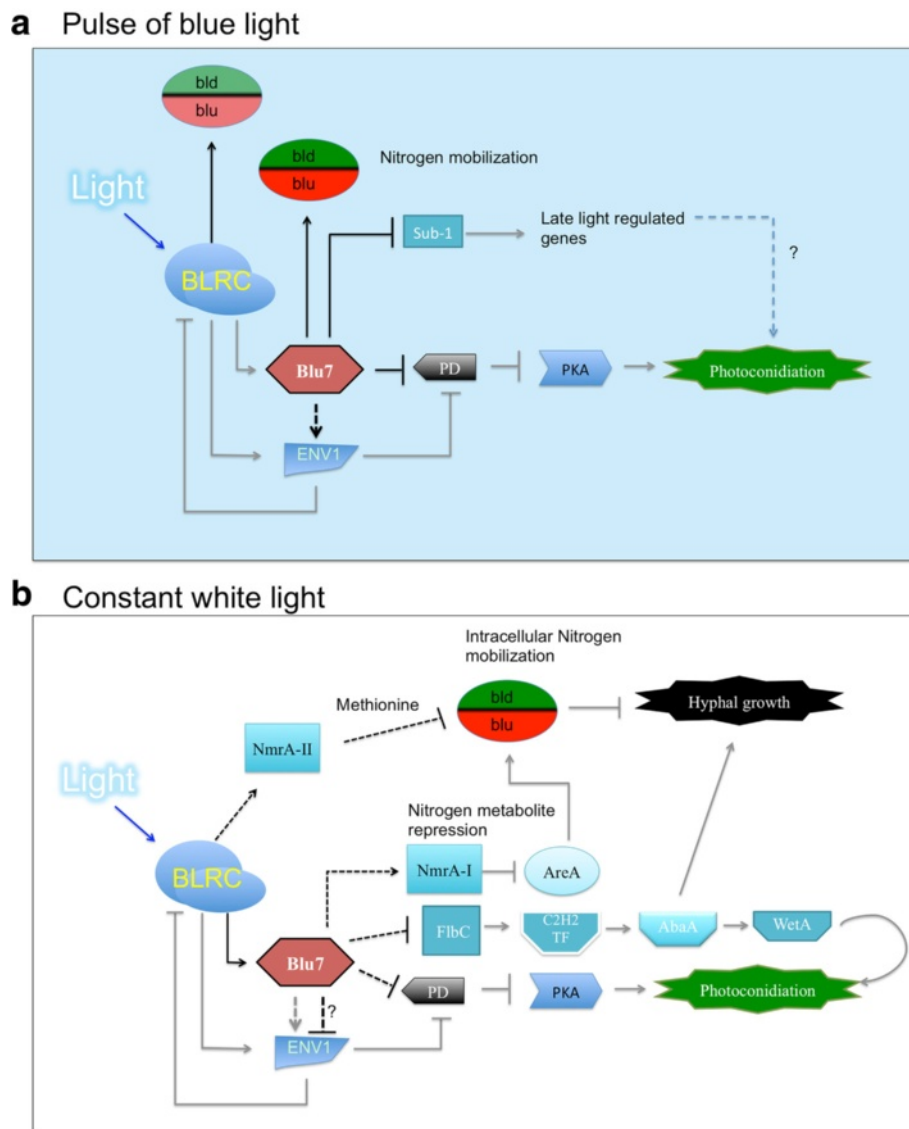 a Pulse of blue light
bld
blu
bld
blu
Nitrogen mobilization
Light
Sub-1
Late light regulated
genes
?
BLRC
Blu7
PD
PKA
Photoconidiation
ENV1
b Constant white light
Intracellular Nitrogen
mobilization
bld
blu
Hyphal growth
Methionine
NmrA-II
Light
Nitrogen metabolite
repression
NmrA-I
AreA
BLRC
FlbC
C2H2
TF
AbaA
WetA
Blu7
PD
PKA
Photoconidiation
?
ENV1